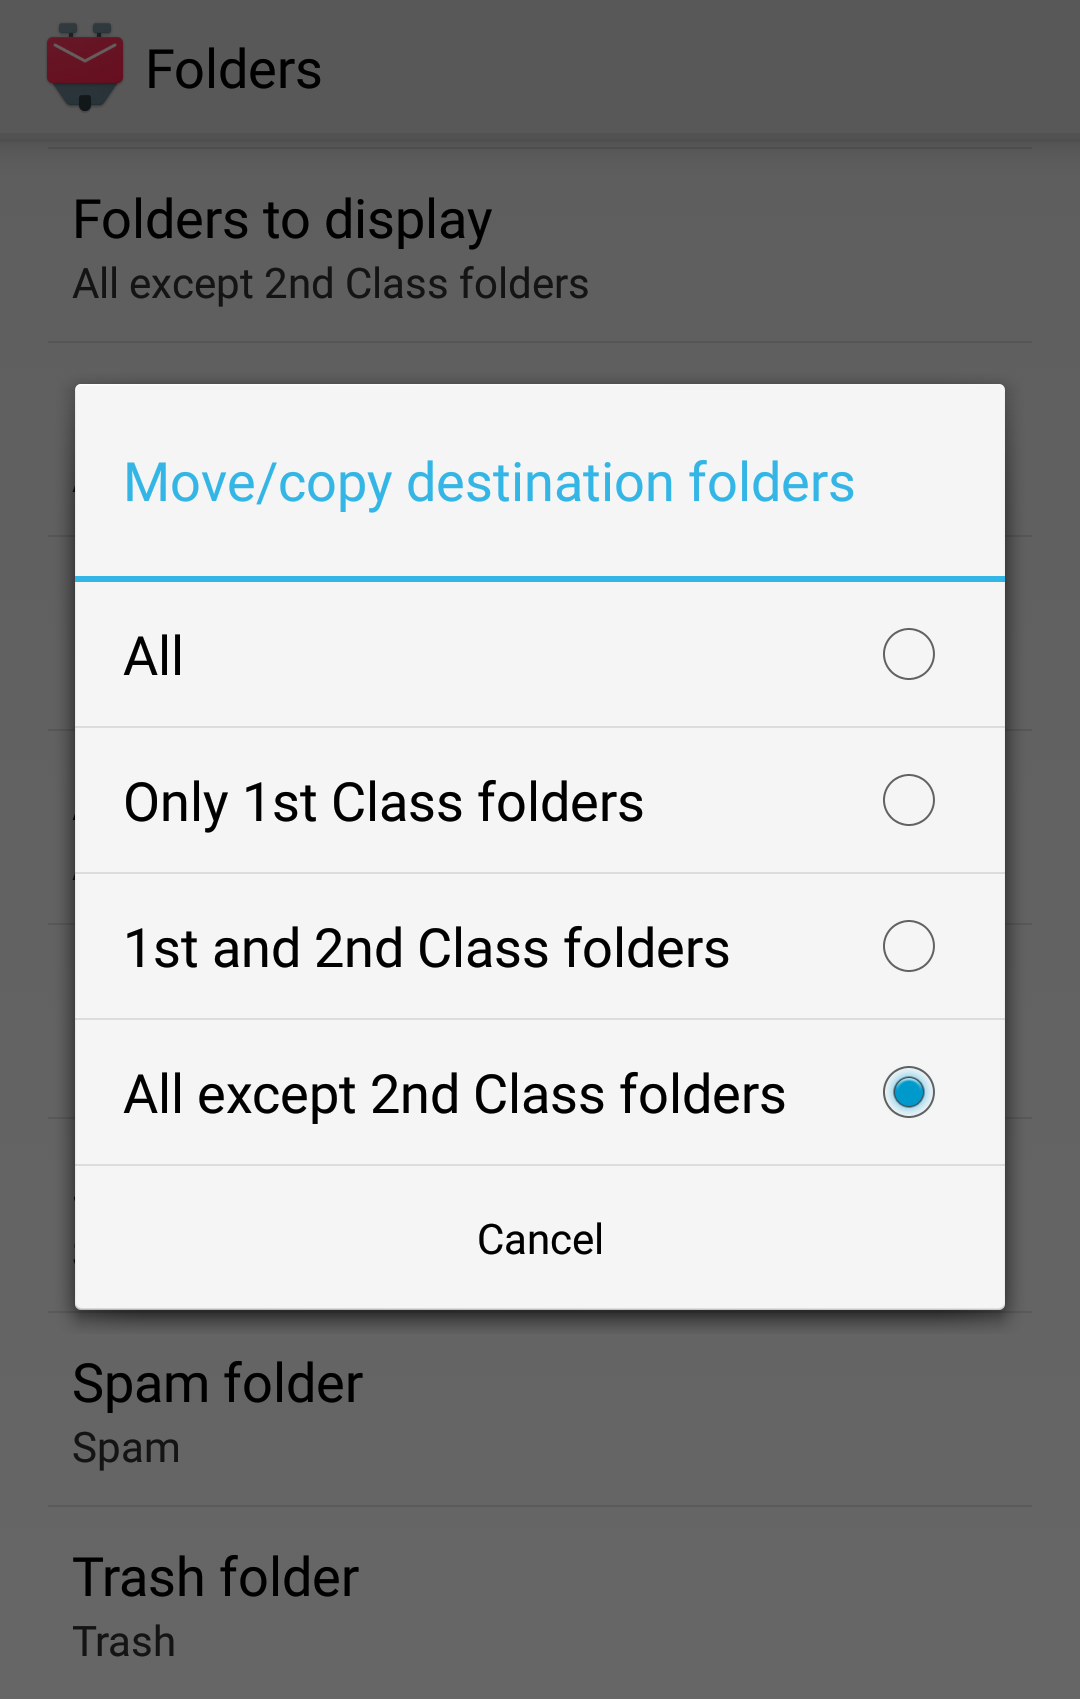 Folders
Folders to display
All except 2nd Class folders
Move/copy destination folders
All
Only 1st Class folders
1st and 2nd Class folders
All except 2nd Class folders
Cancel
Spam folder
Spam
Trash folder
Trash